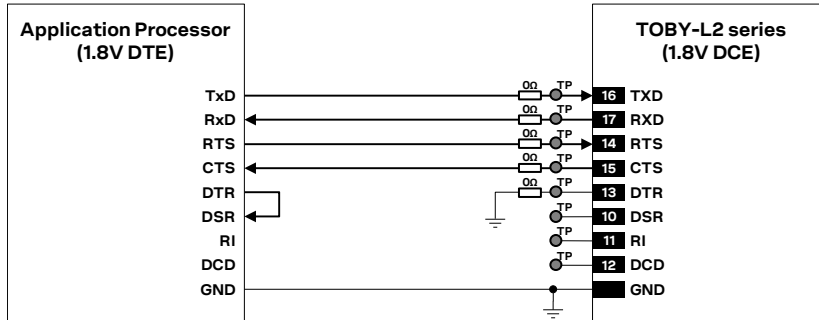 Application Processor
(1.8V DTE)
TOBY-L2 series
(1.8V DCE)
TxD 0Ω TP 16 TXD
RxD 0Ω TP 17 RXD
RTS 0Ω TP 14 RTS
CTS 0Ω TP 15 CTS
DTR 0Ω TP 13 DTR
DSR TP 10 DSR
RI TP 11 RI
DCD TP 12 DCD
GND GND